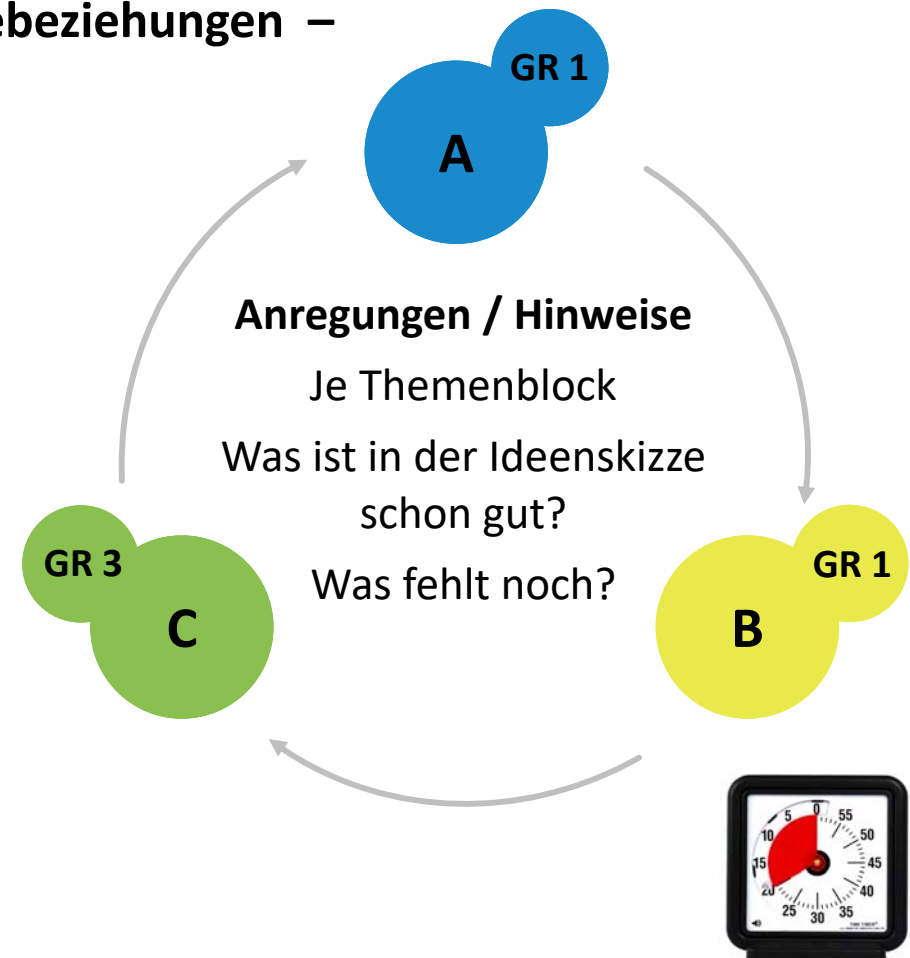 ebeziehungen –
GR 1
A
Anregungen / Hinweise
Je Themenblock
Was ist in der Ideenskizze
schon gut?
Was fehlt noch?
GR 3
C
GR 1
B
0
5
55
10
50
15
45
20
40
25
30
35